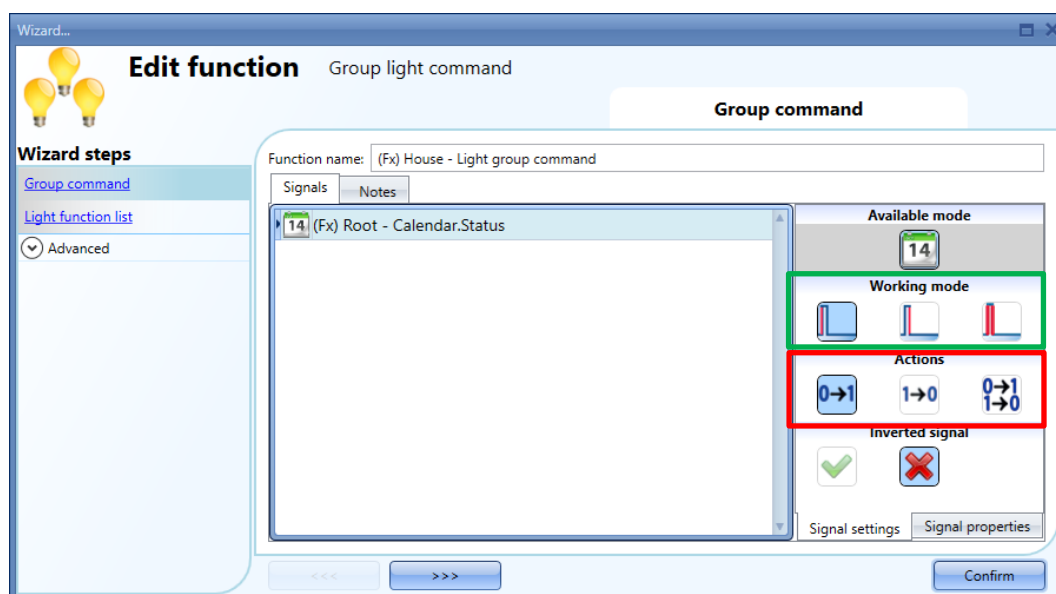 Wizard...
Edit function Group light command
Group command
Wizard steps
Group command
Light function list
Advanced
Function name: (Fx) House - Light group command
Signals Notes
14 (Fx) Root - Calendar.Status
Available mode
14
Working mode
Actions
0→1 1→0 0→1
1→0
Inverted signal
Signal settings Signal properties
<<< >>> Confirm